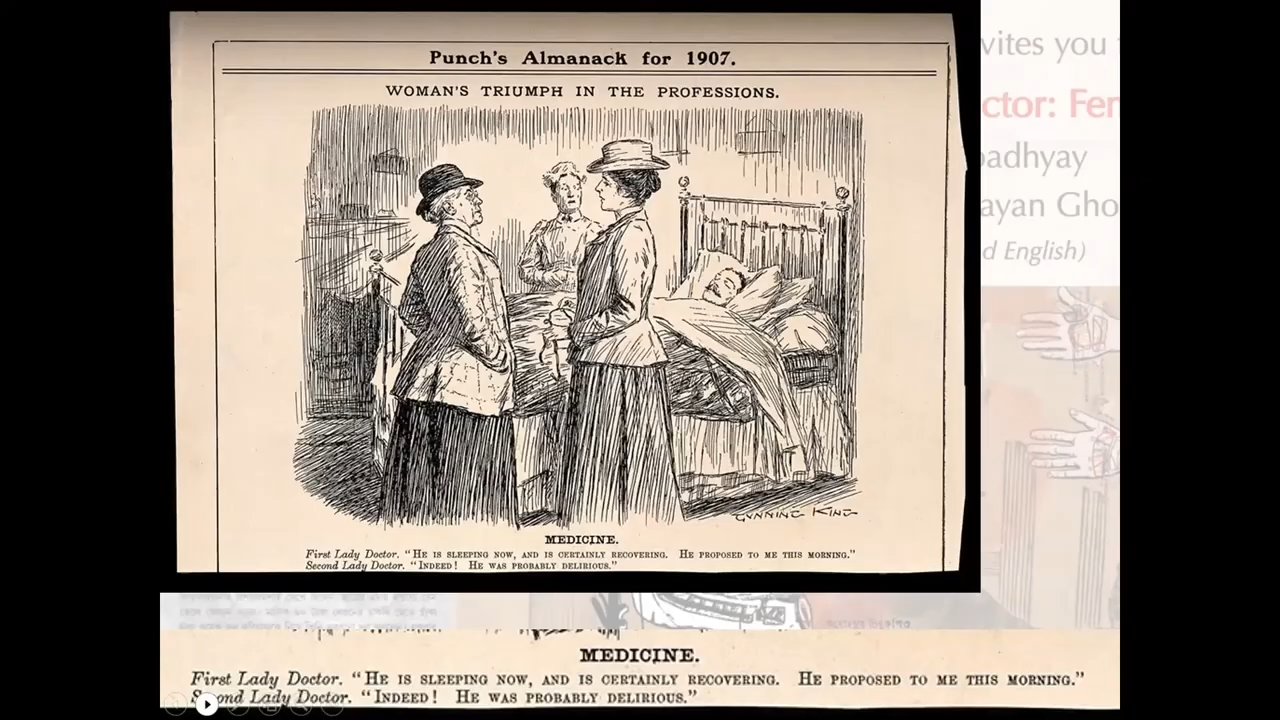 Punch's Almanack for 1907.
WOMAN'S TRIUMPH IN THE PROFESSIONS.
GUNNING KING
MEDICINE.
First Lady Doctor. "He is sleeping now, and is certainly recovering. He proposed to me this morning."
Second Lady Doctor. "Indeed! He was probably delirious."
vites you
ctor: Fer
adhyay
ayan Gho
d English)
MEDICINE.
First Lady Doctor. "He is sleeping now, and is certainly recovering. He proposed to me this morning."
Second Lady Doctor. "Indeed! He was probably delirious."